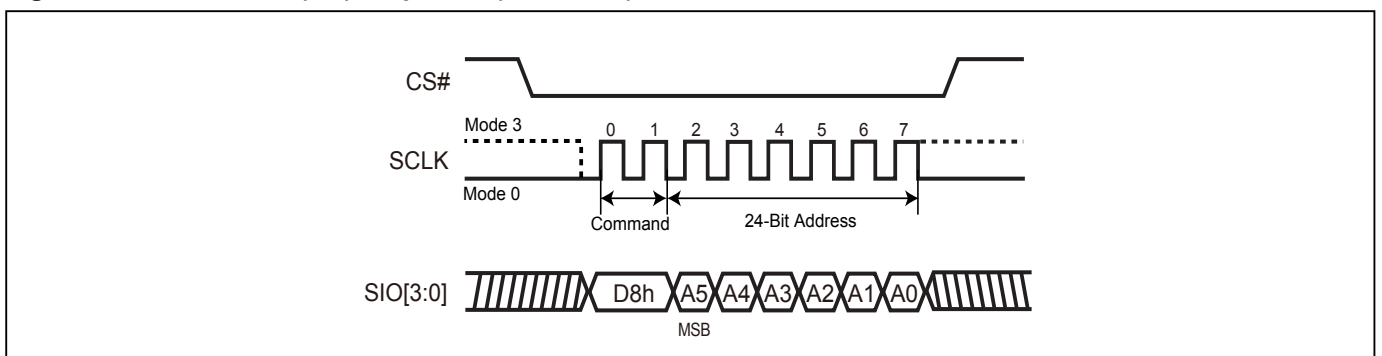 CS#
Mode 3
0 1 2 3 4 5 6 7
SCLK
Mode 0
Command
24-Bit Address
SIO[3:0]
D8h A5 A4 A3 A2 A1 A0
MSB